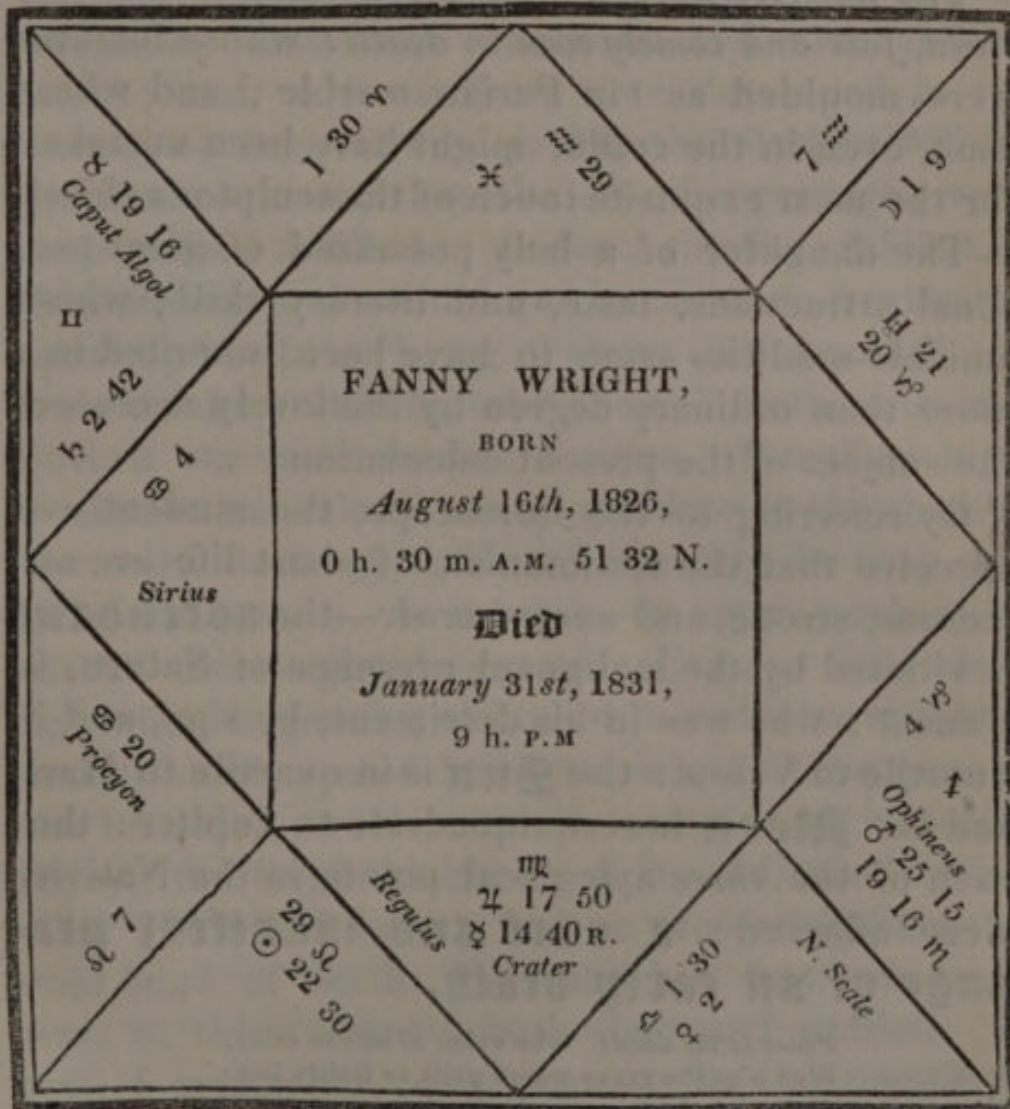 1 30 ♈
♓
♒ 29
♑ 7
☽ 1 9
♅ 21
20 ♑
♉ 19 16
Caput Algol
♊
♄ 2 42
♋ 4
Sirius
FANNY WRIGHT,
BORN
August 16th, 1826,
0 h. 30 m. A.M. 51 32 N.
Died
January 31st, 1831,
9 h. P.M
♑ 4
♐
Ophineus
♂ 25 15
19 16 ♏
N. Scale
♋ 20
Procyon
♌ 7
29 ♌
☉ 22 30
Regulus
♍
♃ 17 50
☿ 14 40 R.
Crater
♎ 1 30
♀ 2